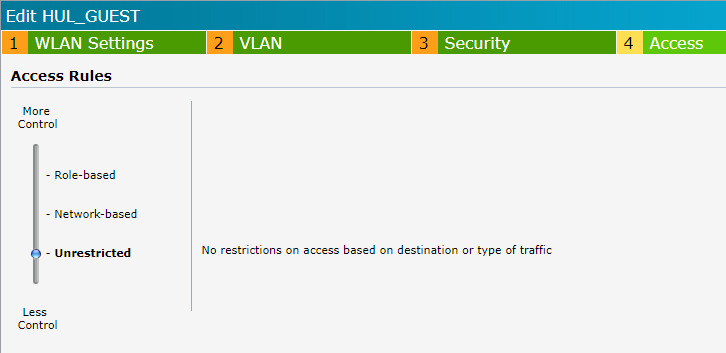 Edit HUL_GUEST
1 WLAN Settings 2 VLAN 3 Security 4 Access
Access Rules
More
Control
- Role-based
- Network-based
- Unrestricted
No restrictions on access based on destination or type of traffic
Less
Control